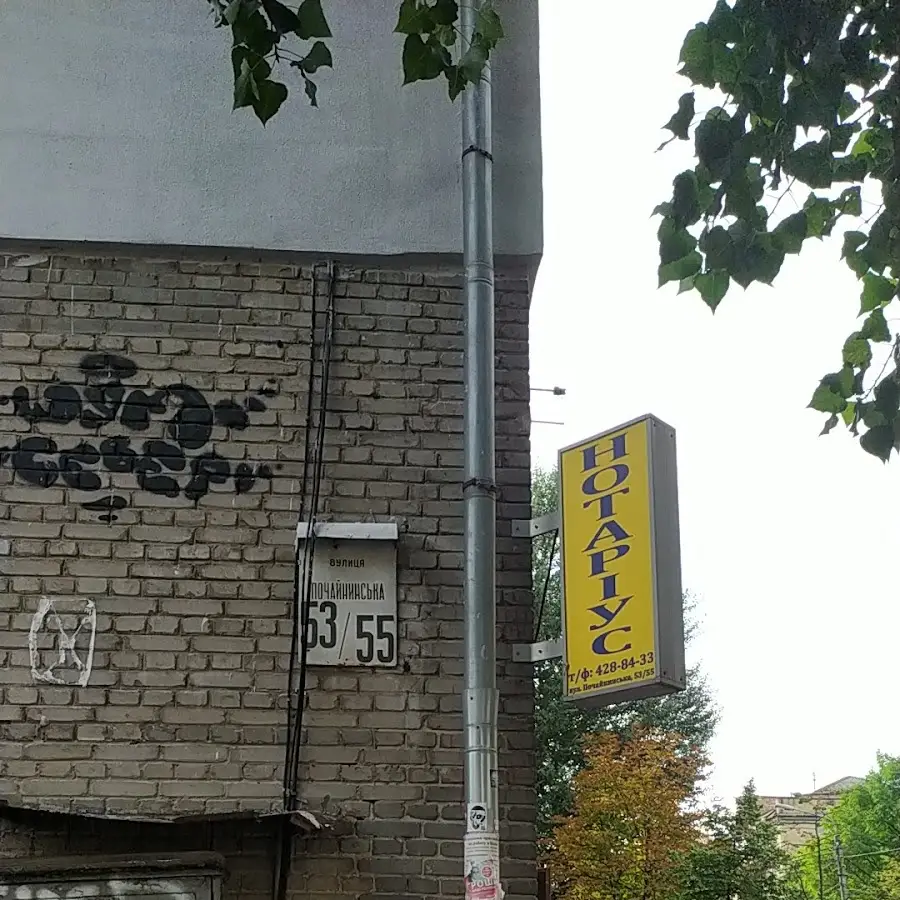 ВУЛИЦЯ
ПОЧАЙНИНСЬКА
53/55
НОТАРІУС
т/ф: 428-84-33
вул. Почайнинська, 53/55